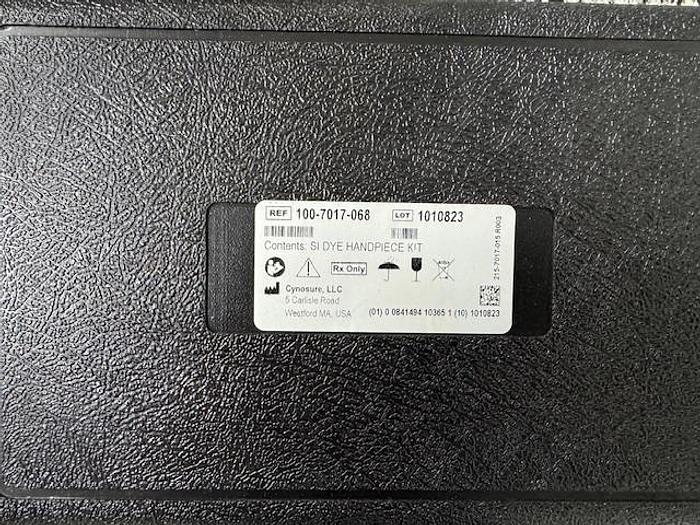 REF 100-7017-068 LOT 1010823
Contents: SI DYE HANDPIECE KIT
Rx Only
Cynosure, LLC
5 Carlisle Road
Westford MA, USA
(01) 0 0841494 10365 1 (10) 1010823
215-7017-015 R003